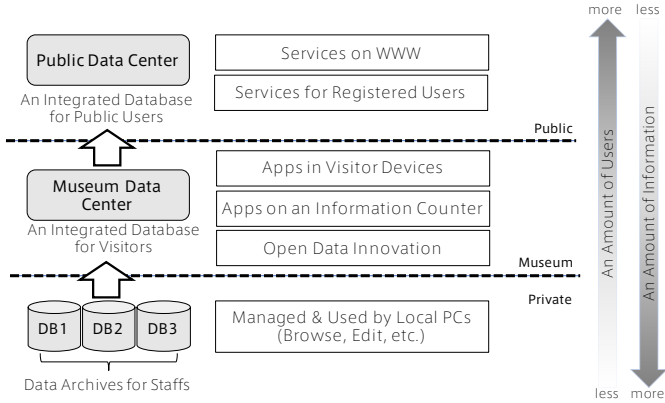 more less
Public Data Center
Services on WWW
Services for Registered Users
An Integrated Database
for Public Users
Public
Museum Data
Center
Apps in Visitor Devices
Apps on an Information Counter
Open Data Innovation
An Integrated Database
for Visitors
Museum
Private
DB1 DB2 DB3
Managed & Used by Local PCs
(Browse, Edit, etc.)
Data Archives for Staffs
An Amount of Users
An Amount of Information
less more